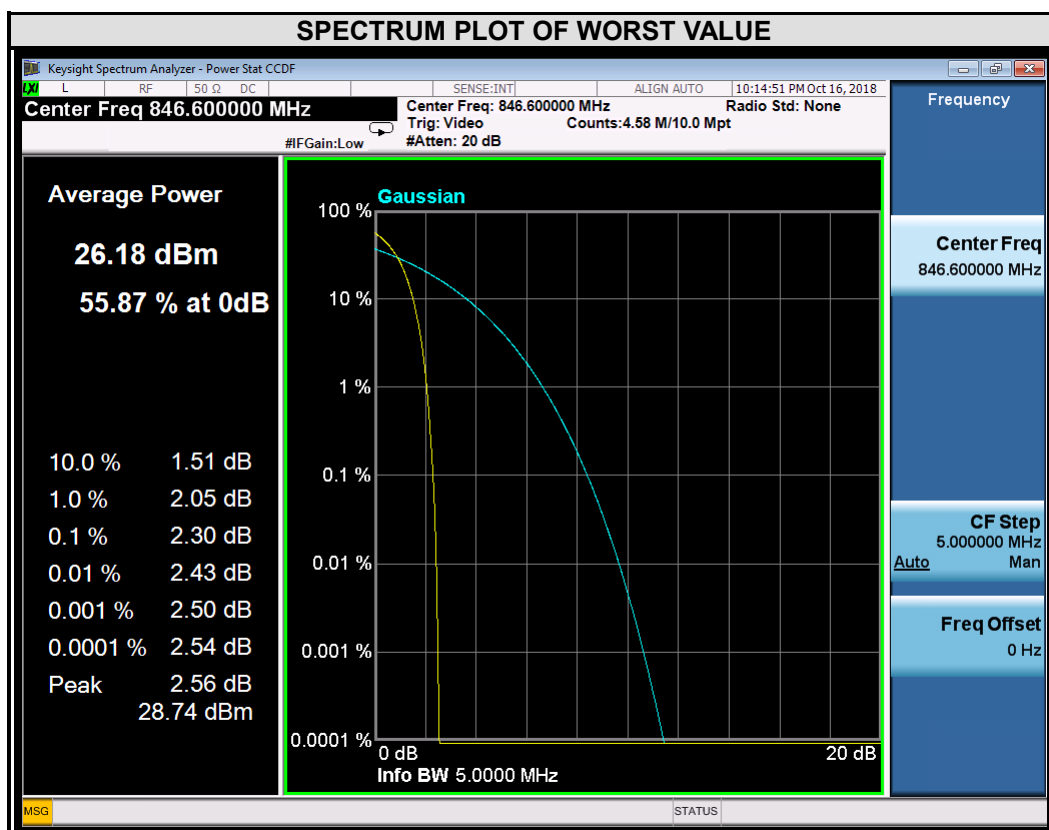 SPECTRUM PLOT OF WORST VALUE
Keysight Spectrum Analyzer - Power Stat CCDF
LXI L RF 50 Ω DC SENSE:INT ALIGN AUTO 10:14:51 PM Oct 16, 2018
Center Freq 846.600000 MHz
Center Freq: 846.600000 MHz Radio Std: None
Trig: Video Counts:4.58 M/10.0 Mpt
#IFGain:Low #Atten: 20 dB
Frequency
Average Power
26.18 dBm
55.87 % at 0dB
10.0 % 1.51 dB
1.0 % 2.05 dB
0.1 % 2.30 dB
0.01 % 2.43 dB
0.001 % 2.50 dB
0.0001 % 2.54 dB
Peak 2.56 dB
28.74 dBm
Gaussian
100 %
10 %
1 %
0.1 %
0.01 %
0.001 %
0.0001 %
0 dB 20 dB
Info BW 5.0000 MHz
Center Freq
846.600000 MHz
CF Step
5.000000 MHz
Auto Man
Freq Offset
0 Hz
MSG STATUS